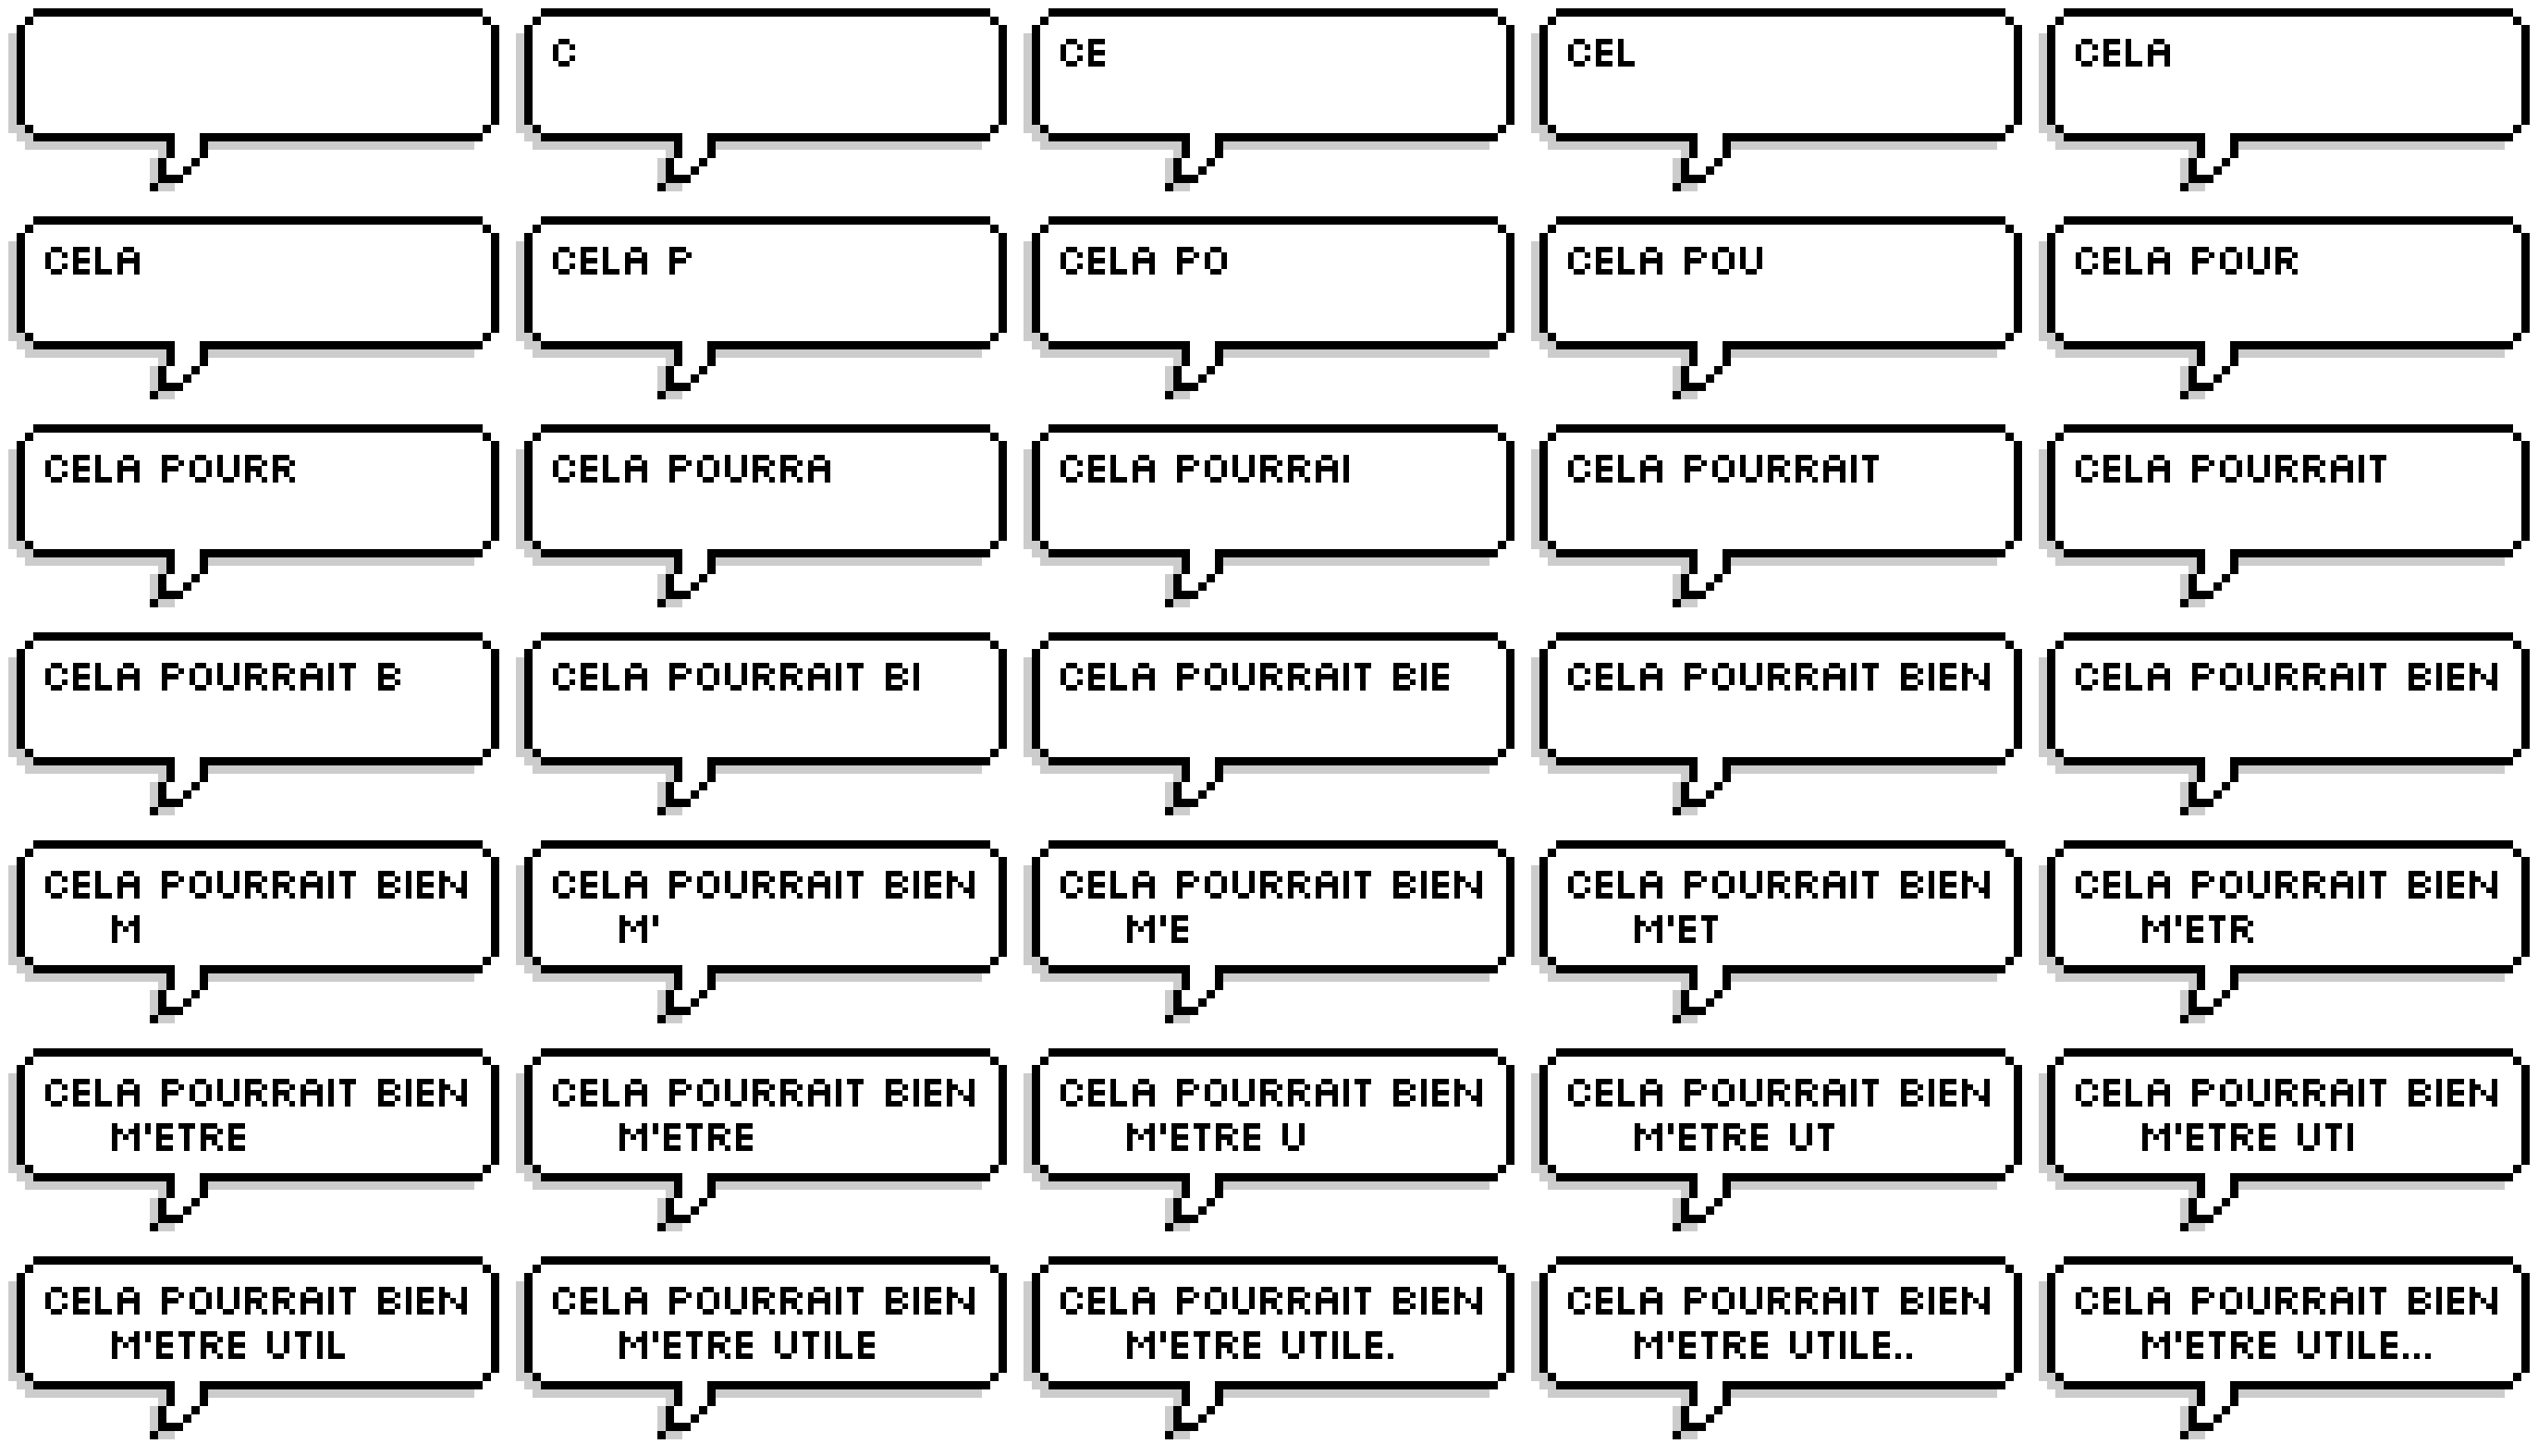 C
CE
CEL
CELA
CELA
CELA P
CELA PO
CELA POU
CELA POUR
CELA POURR
CELA POURRA
CELA POURRAI
CELA POURRAIT
CELA POURRAIT
CELA POURRAIT B
CELA POURRAIT BI
CELA POURRAIT BIE
CELA POURRAIT BIEN
CELA POURRAIT BIEN
CELA POURRAIT BIEN
M
CELA POURRAIT BIEN
M'
CELA POURRAIT BIEN
M'E
CELA POURRAIT BIEN
M'ET
CELA POURRAIT BIEN
M'ETR
CELA POURRAIT BIEN
M'ETRE
CELA POURRAIT BIEN
M'ETRE
CELA POURRAIT BIEN
M'ETRE U
CELA POURRAIT BIEN
M'ETRE UT
CELA POURRAIT BIEN
M'ETRE UTI
CELA POURRAIT BIEN
M'ETRE UTIL
CELA POURRAIT BIEN
M'ETRE UTILE
CELA POURRAIT BIEN
M'ETRE UTILE.
CELA POURRAIT BIEN
M'ETRE UTILE..
CELA POURRAIT BIEN
M'ETRE UTILE...